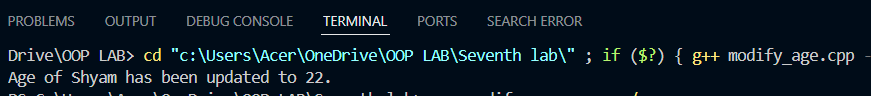 PROBLEMS OUTPUT DEBUG CONSOLE TERMINAL PORTS SEARCH ERROR
Drive\OOP LAB> cd "c:\Users\Acer\OneDrive\OOP LAB\Seventh lab\" ; if ($?) { g++ modify_age.cpp -
Age of Shyam has been updated to 22.